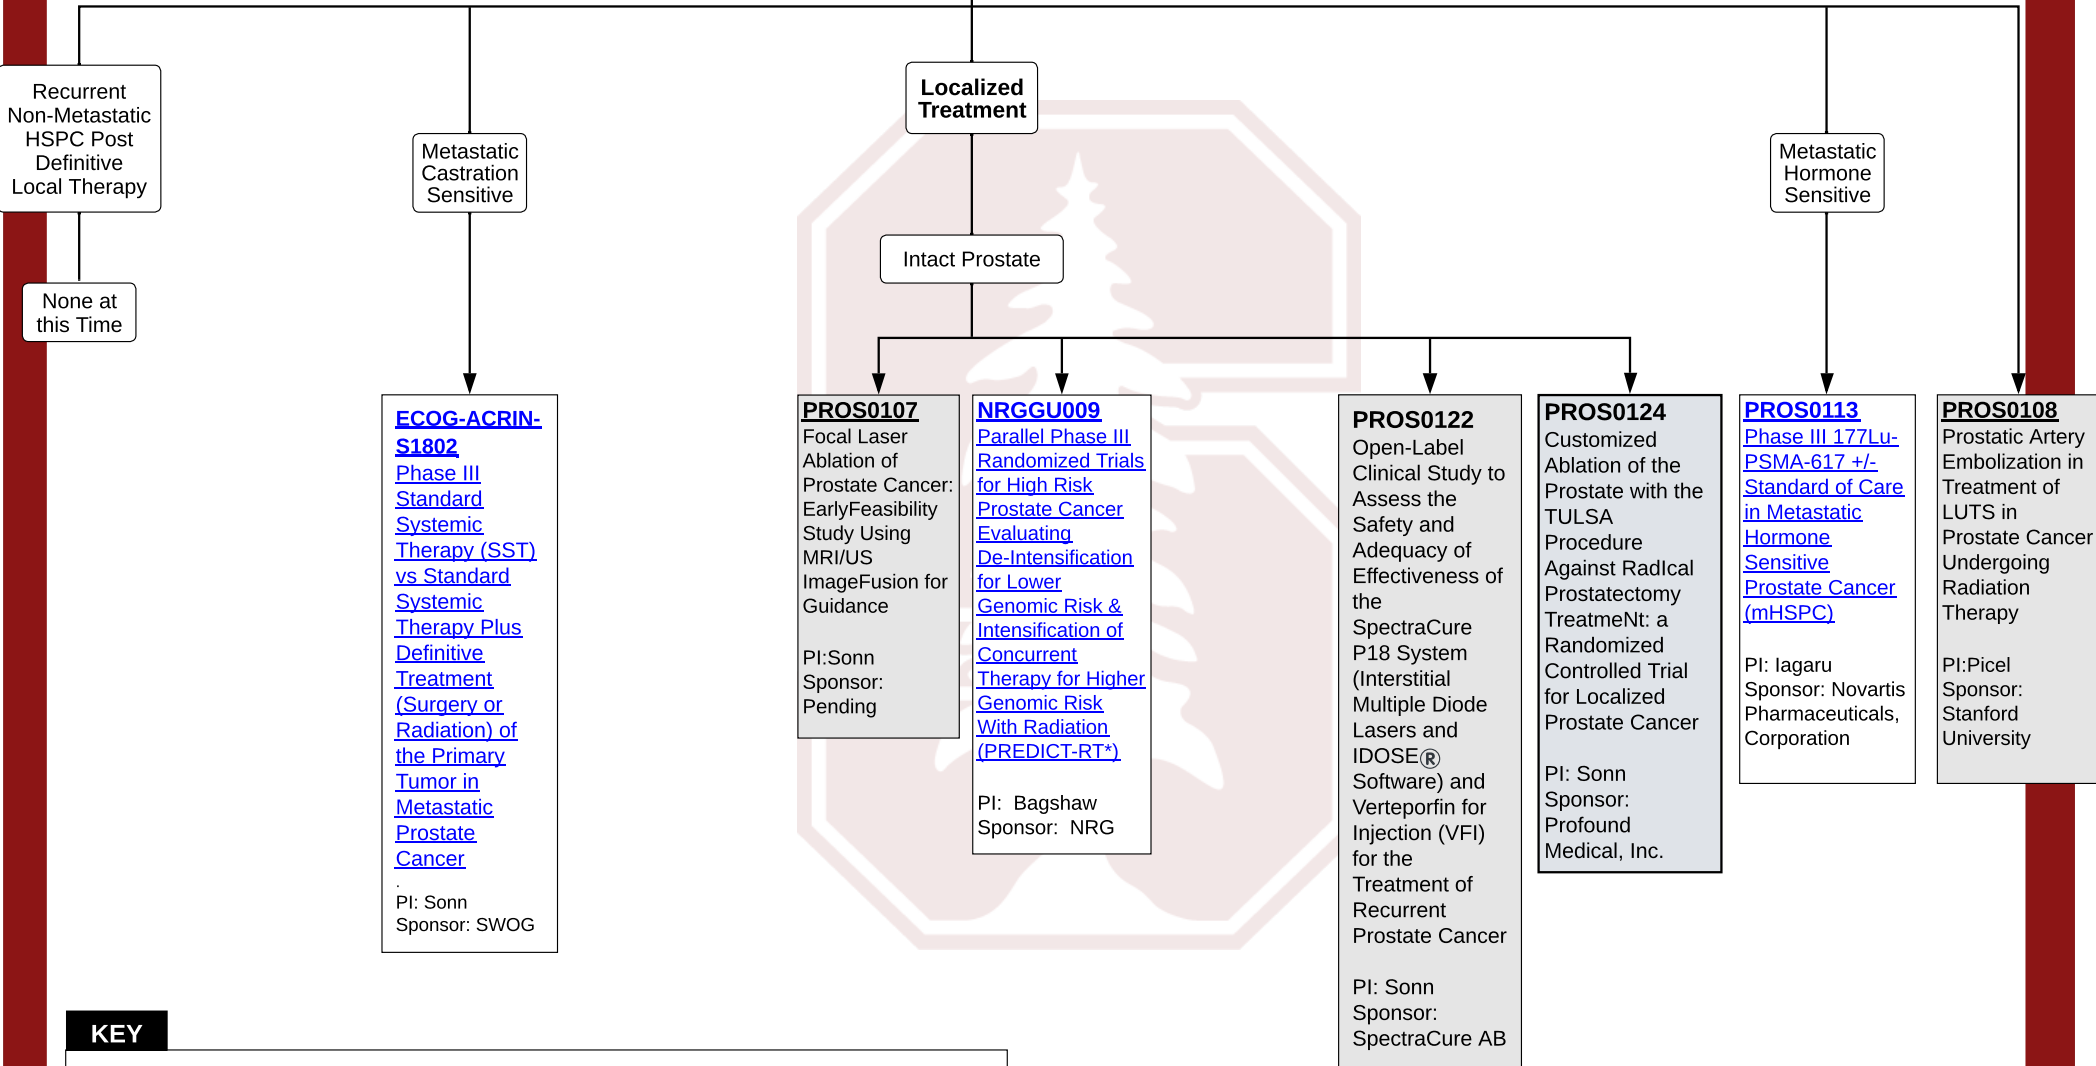 Recurrent
Non-Metastatic
HSPC Post
Definitive
Local Therapy
None at
this Time
Metastatic
Castration
Sensitive
ECOG-ACRIN-
S1802
Phase III
Standard
Systemic
Therapy (SST)
vs Standard
Systemic
Therapy Plus
Definitive
Treatment
(Surgery or
Radiation) of
the Primary
Tumor in
Metastatic
Prostate
Cancer
.
PI: Sonn
Sponsor: SWOG
Localized
Treatment
Intact Prostate
PROS0107
Focal Laser
Ablation of
Prostate Cancer:
EarlyFeasibility
Study Using
MRI/US
ImageFusion for
Guidance
PI:Sonn
Sponsor:
Pending
NRGGU009
Parallel Phase III
Randomized Trials
for High Risk
Prostate Cancer
Evaluating
De-Intensification
for Lower
Genomic Risk &
Intensification of
Concurrent
Therapy for Higher
Genomic Risk
With Radiation
(PREDICT-RT*)
PI:  Bagshaw
Sponsor:  NRG
PROS0122
Open-Label
Clinical Study to
Assess the
Safety and
Adequacy of
Effectiveness of
the
SpectraCure
P18 System
(Interstitial
Multiple Diode
Lasers and
IDOSE®
Software) and
Verteporfin for
Injection (VFI)
for the
Treatment of
Recurrent
Prostate Cancer
PI: Sonn
Sponsor:
SpectraCure AB
PROS0124
Customized
Ablation of the
Prostate with the
TULSA
Procedure
Against RadIcal
Prostatectomy
TreatmeNt: a
Randomized
Controlled Trial
for Localized
Prostate Cancer
PI: Sonn
Sponsor:
Profound
Medical, Inc.
Metastatic
Hormone
Sensitive
PROS0113
Phase III 177Lu-
PSMA-617 +/-
Standard of Care
in Metastatic
Hormone
Sensitive
Prostate Cancer
(mHSPC)
PI: Iagaru
Sponsor: Novartis
Pharmaceuticals,
Corporation
PROS0108
Prostatic Artery
Embolization in
Treatment of
LUTS in
Prostate Cancer
Undergoing
Radiation
Therapy
PI:Picel
Sponsor:
Stanford
University
KEY